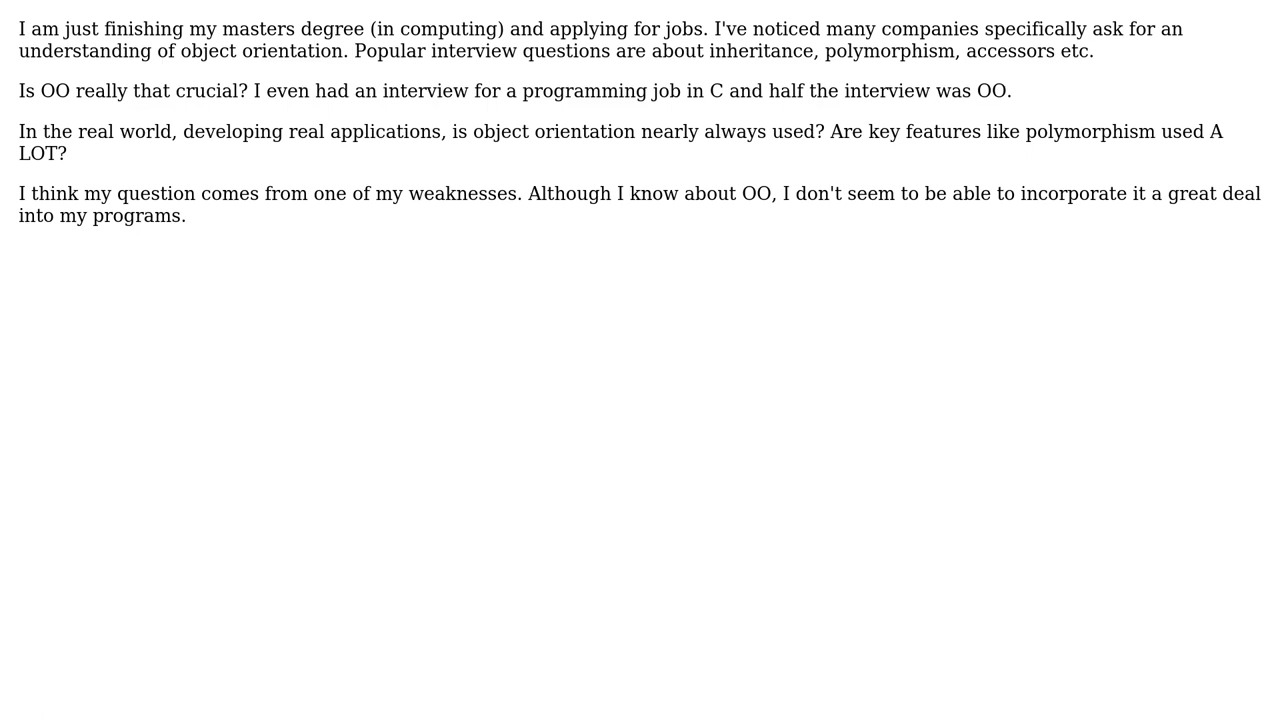 I am just finishing my masters degree (in computing) and applying for jobs. I've noticed many companies specifically ask for an
understanding of object orientation. Popular interview questions are about inheritance, polymorphism, accessors etc.
Is OO really that crucial? I even had an interview for a programming job in C and half the interview was OO.
In the real world, developing real applications, is object orientation nearly always used? Are key features like polymorphism used A
LOT?
I think my question comes from one of my weaknesses. Although I know about OO, I don't seem to be able to incorporate it a great deal
into my programs.